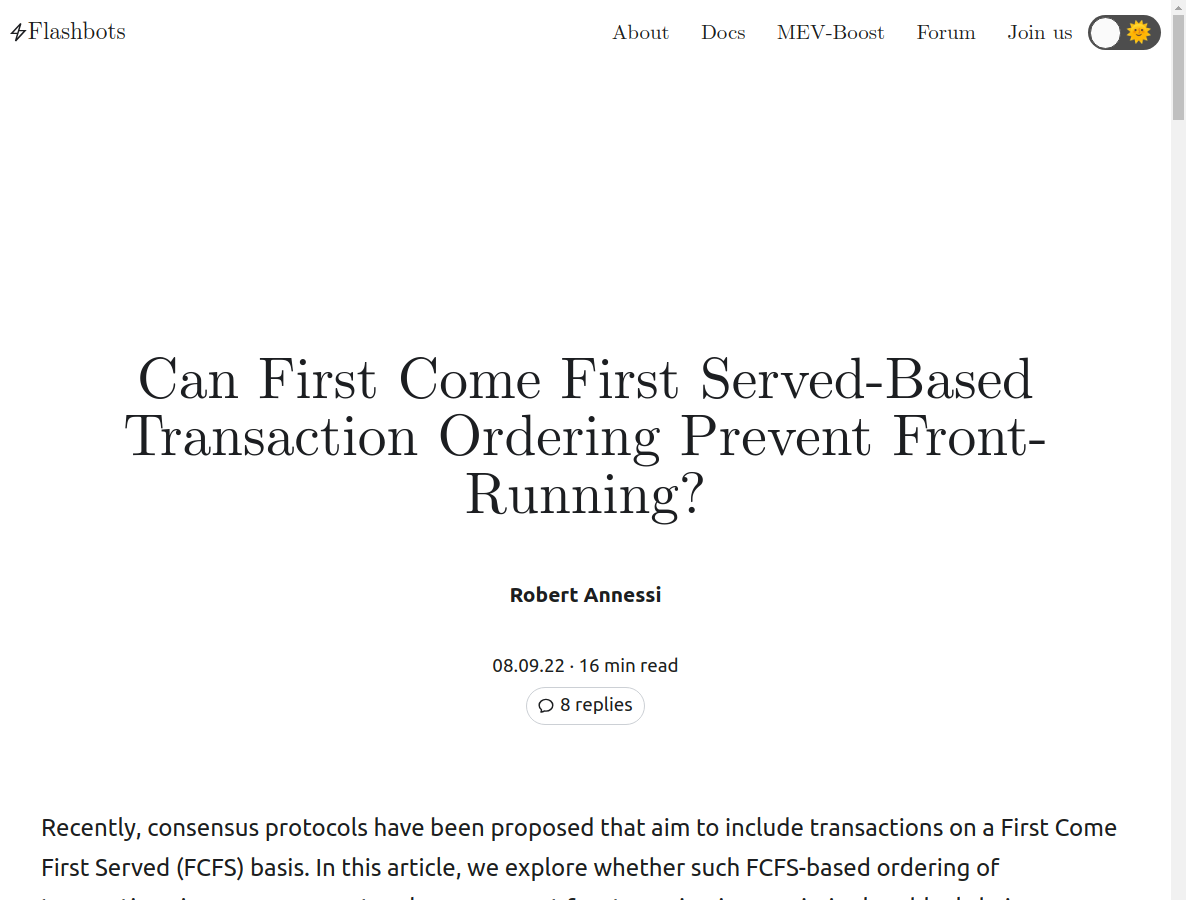 Flashbots
About Docs MEV-Boost Forum Join us
Can First Come First Served-Based
Transaction Ordering Prevent Front-
Running?
Robert Annessi
08.09.22 · 16 min read
8 replies
Recently, consensus protocols have been proposed that aim to include transactions on a First Come
First Served (FCFS) basis. In this article, we explore whether such FCFS-based ordering of